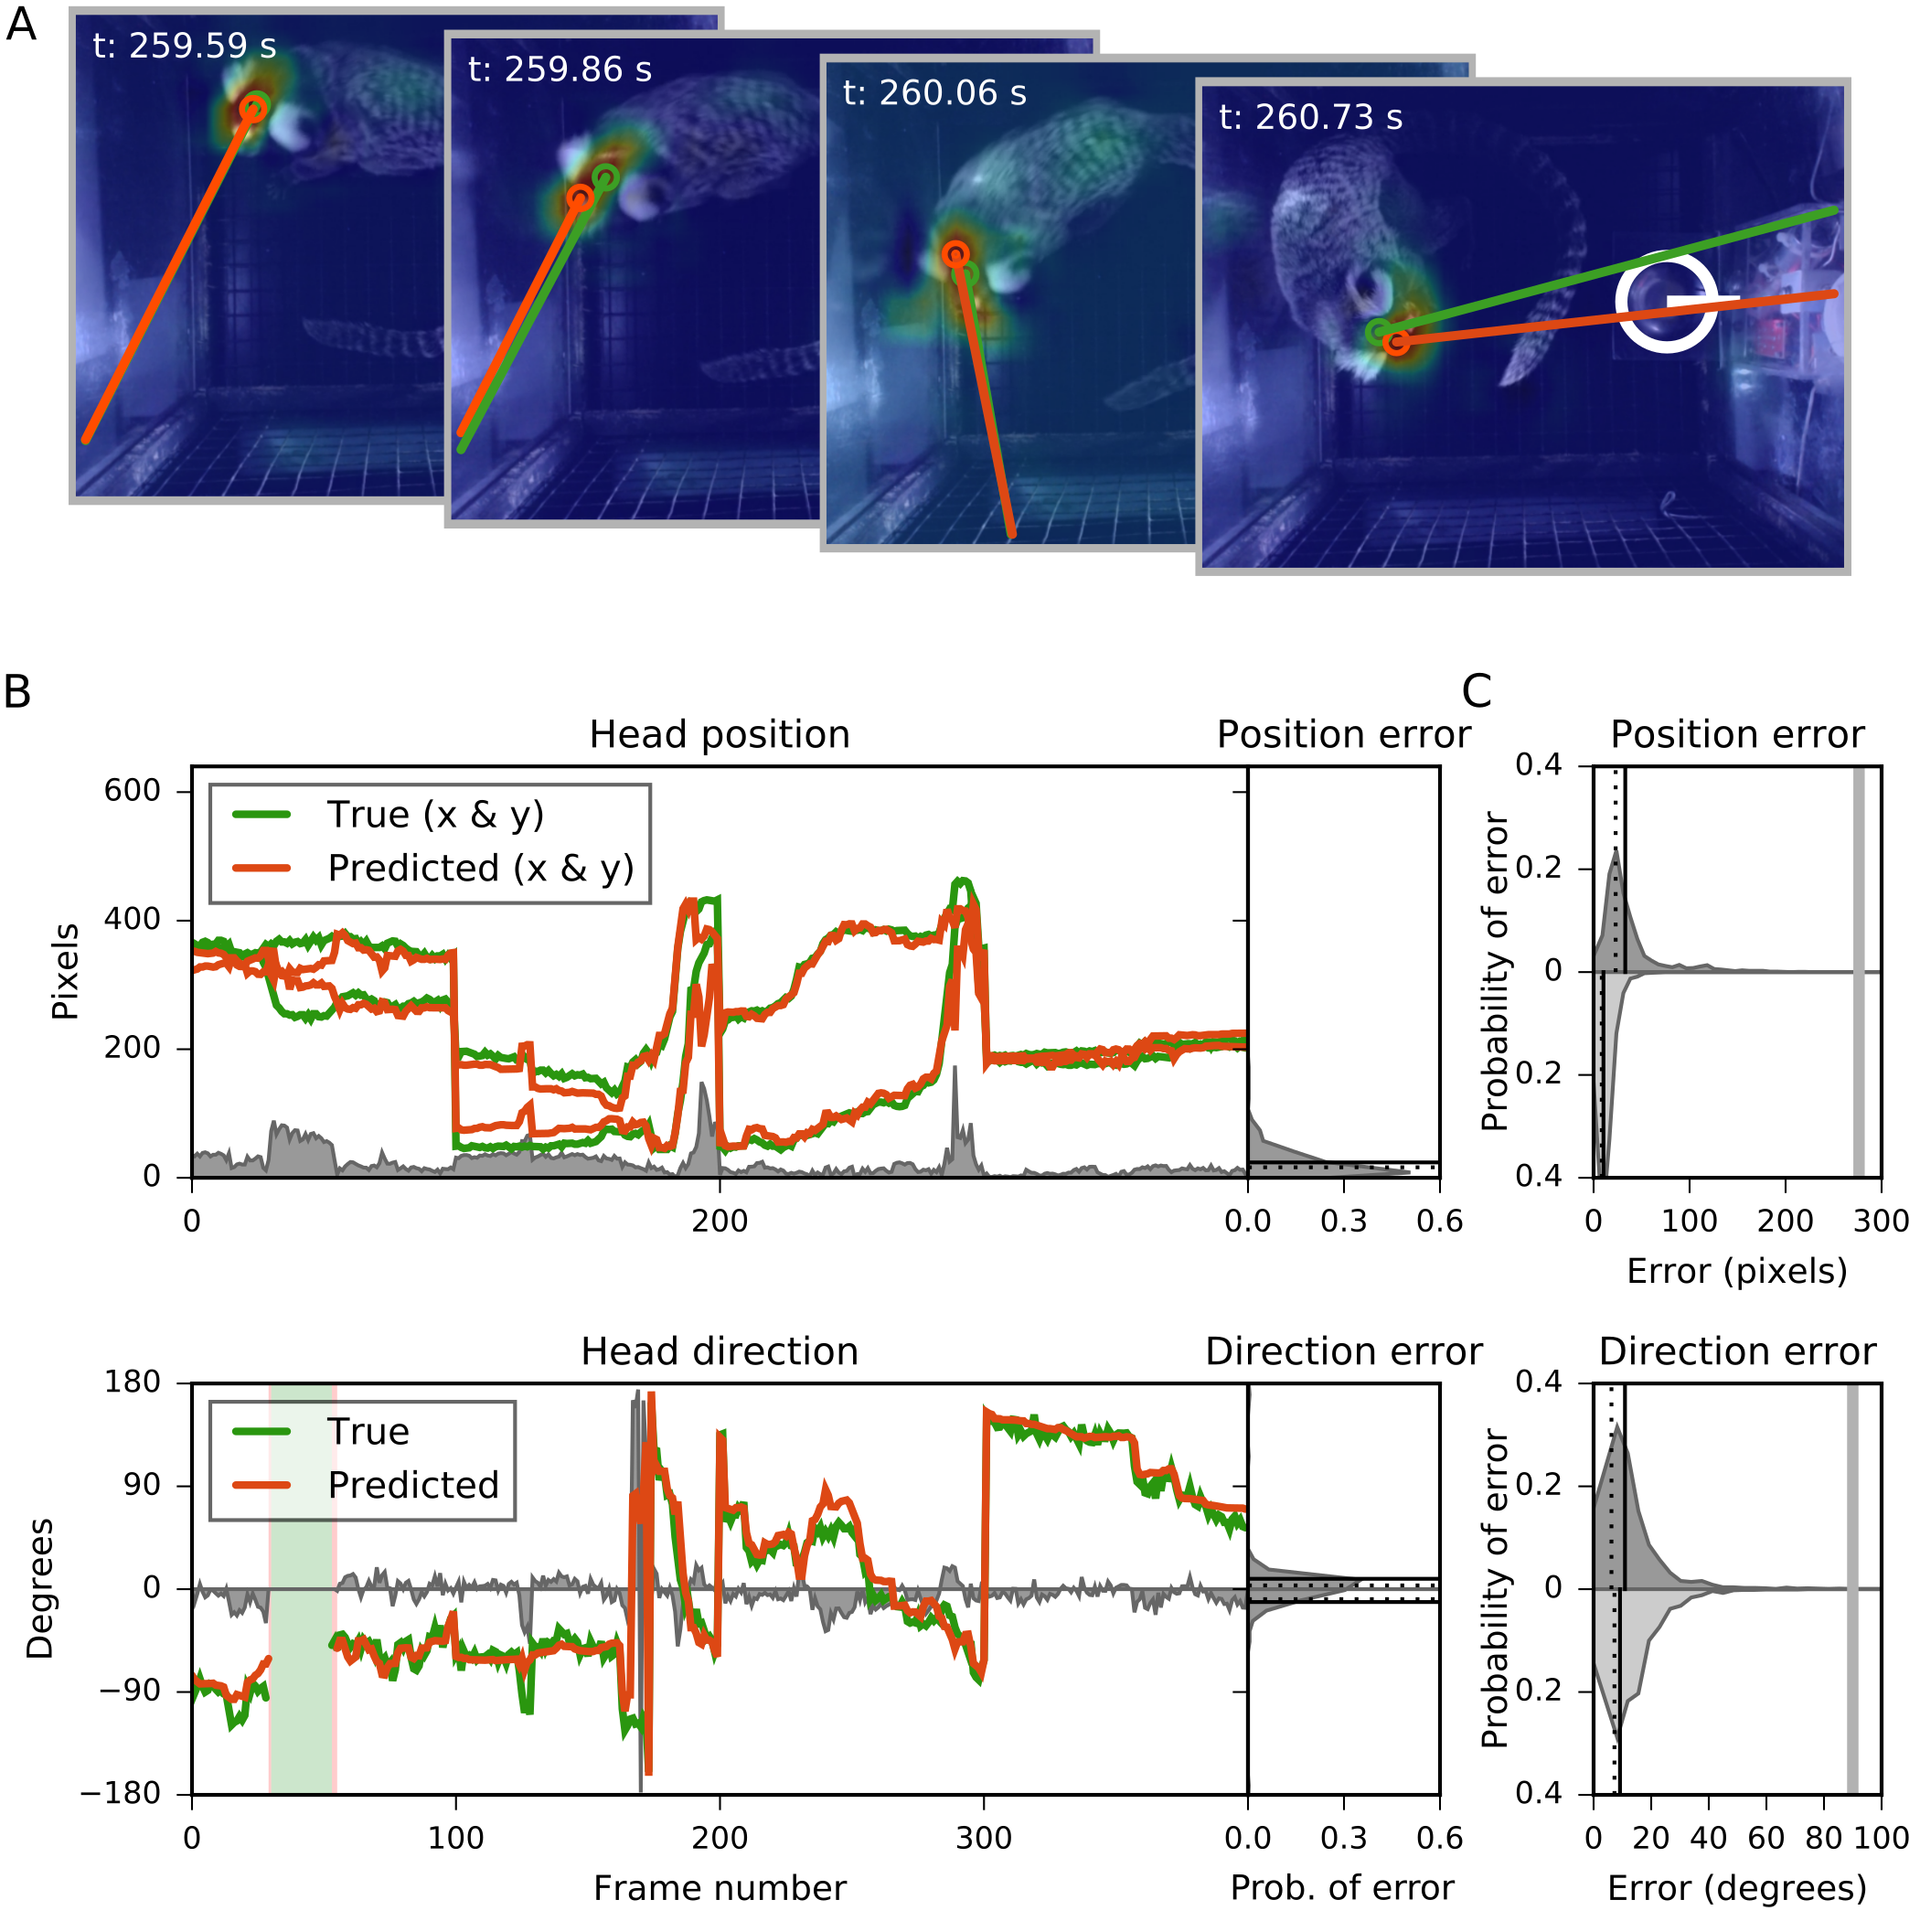 A
t: 259.59 s
t: 259.86 s
t: 260.06 s
t: 260.73 s
B
C
Head position
Position error
Position error
Pixels
600
400
200
0
True (x & y)
Predicted (x & y)
0
200
0.0
0.3
0.6
Probability of error
0.4
0.2
0
0.2
0.4
0
100
200
300
Error (pixels)
Head direction
Direction error
Direction error
Degrees
180
90
0
−90
−180
True
Predicted
0
100
200
300
Frame number
0.0
0.3
0.6
Prob. of error
Probability of error
0.4
0.2
0
0.2
0.4
0
20
40
60
80
100
Error (degrees)